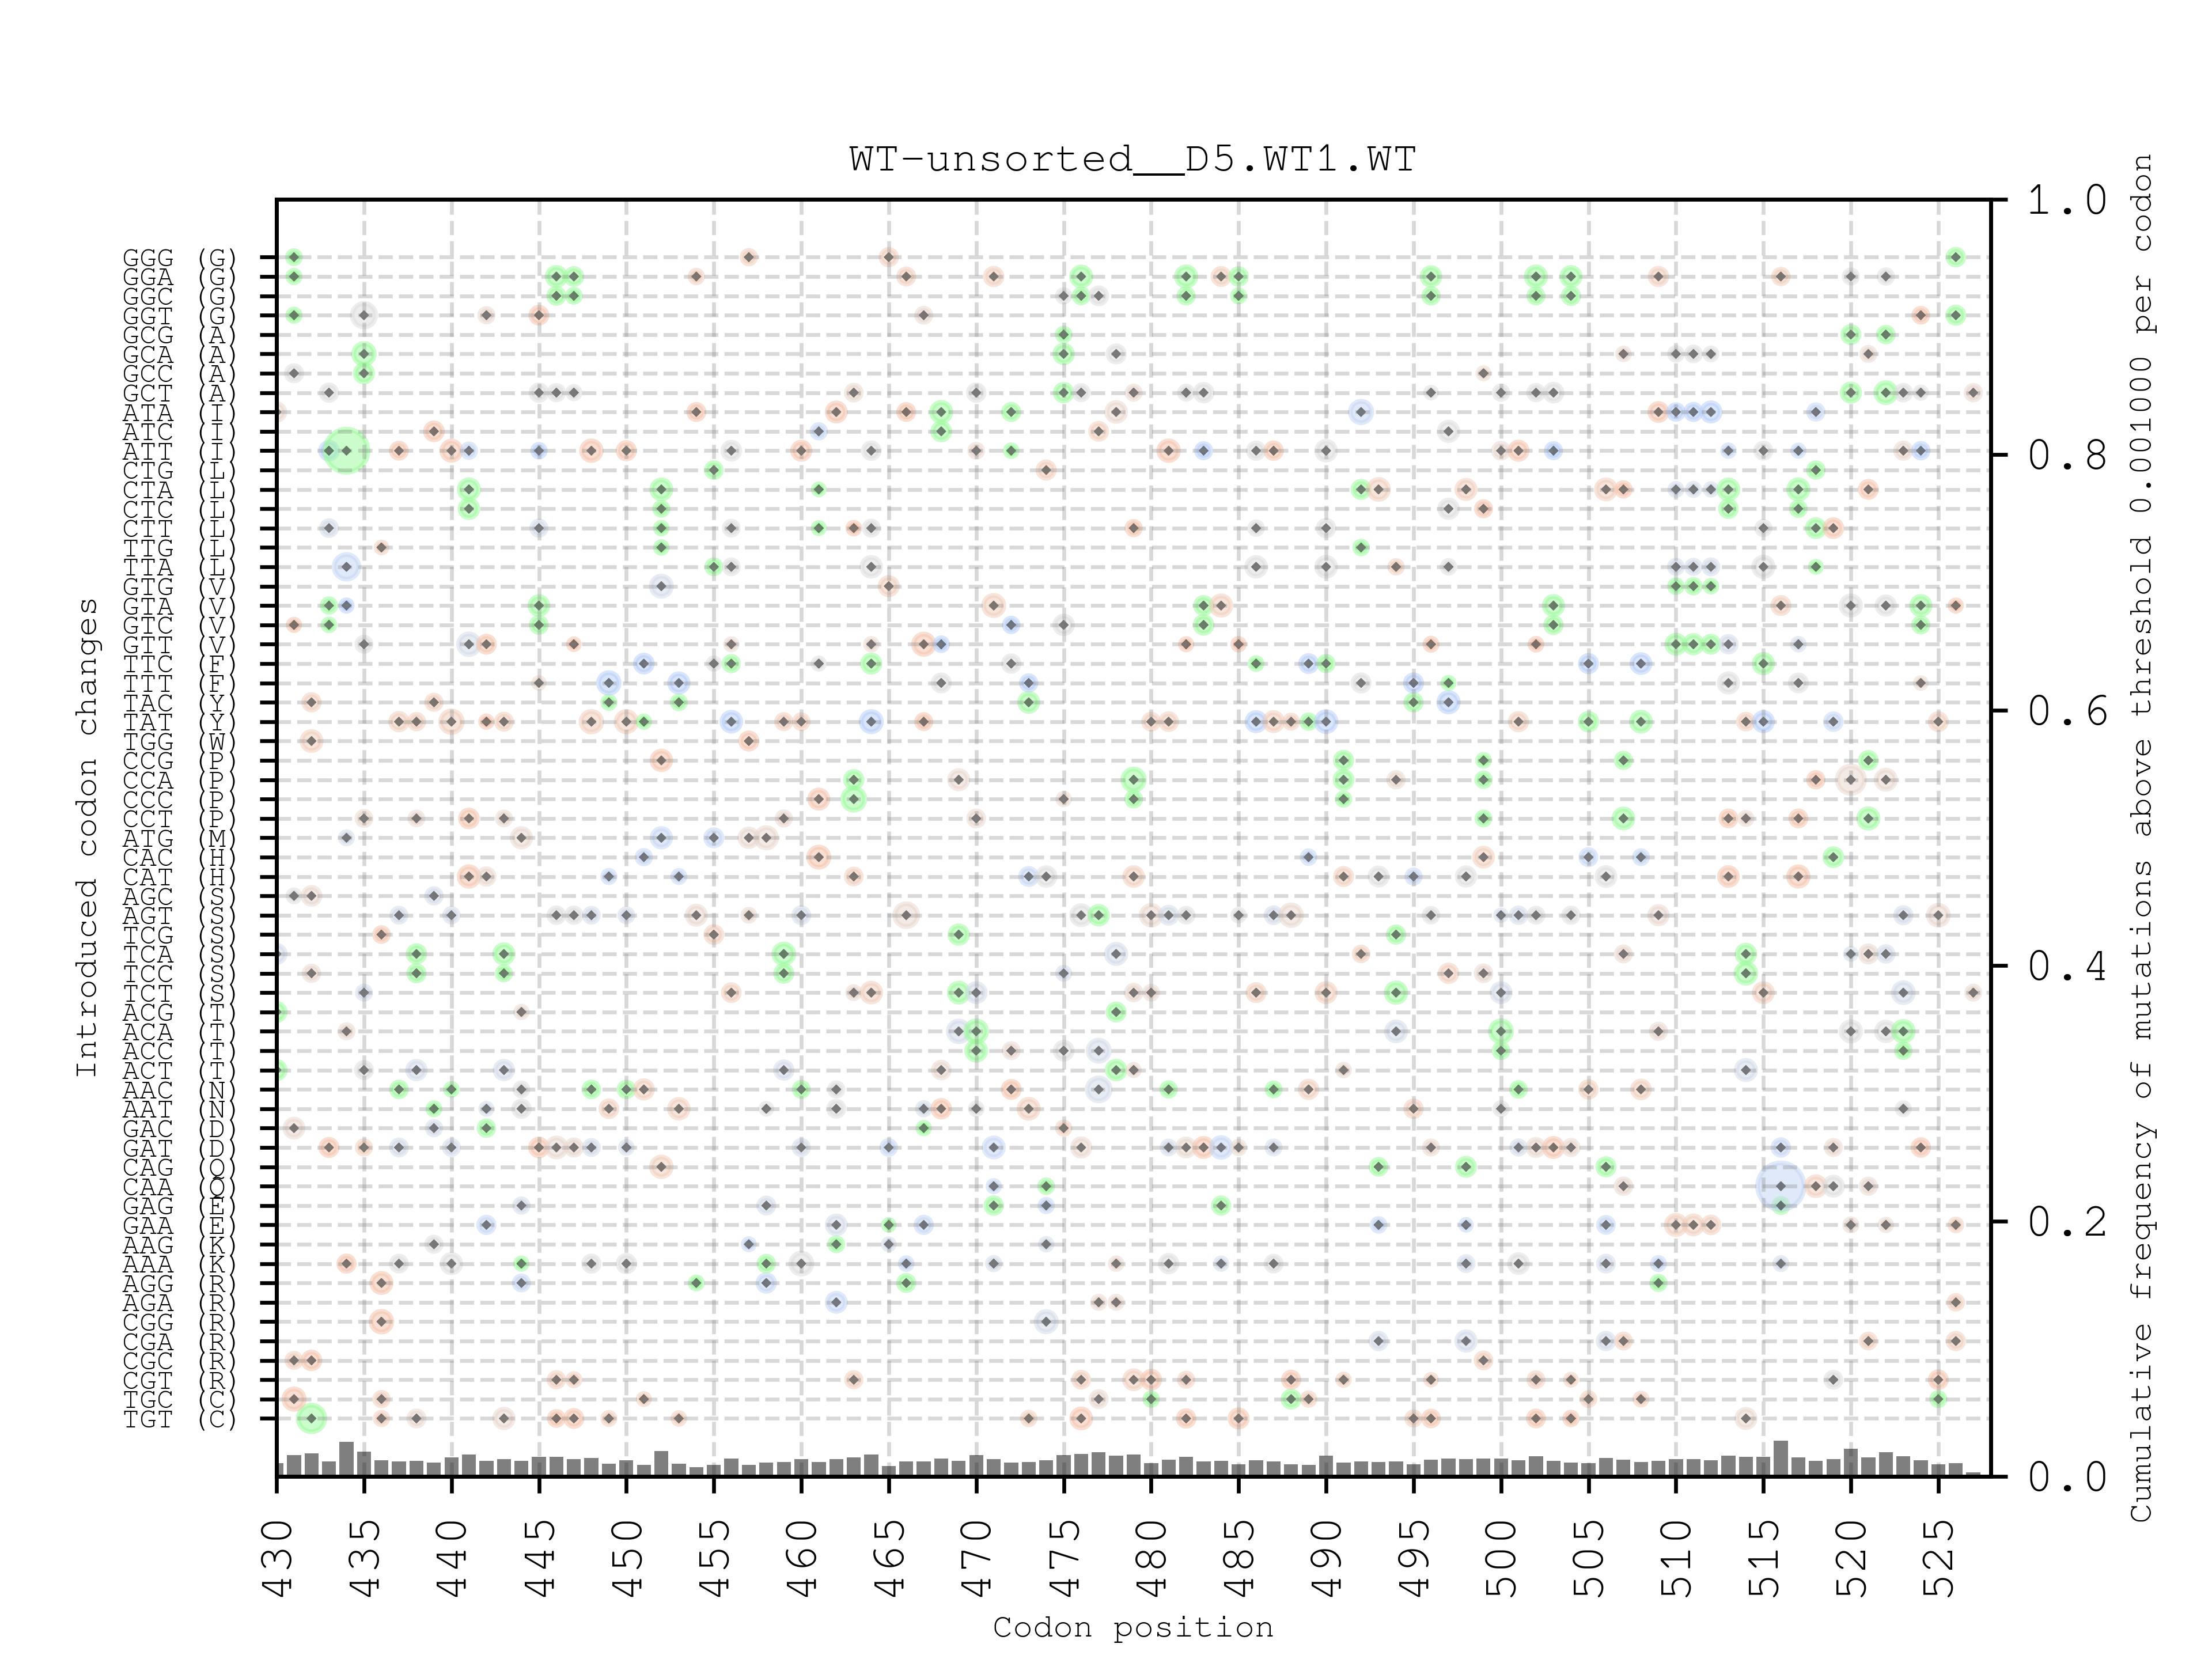 WT-unsorted__D5.WT1.WT
Introduced codon changes
GGG (G)
GGA (G)
GGC (G)
GGT (G)
GCG (A)
GCA (A)
GCC (A)
GCT (A)
ATA (I)
ATC (I)
ATT (I)
CTG (L)
CTA (L)
CTC (L)
CTT (L)
TTG (L)
TTA (L)
GTG (V)
GTA (V)
GTC (V)
GTT (V)
TTC (F)
TTT (F)
TAC (Y)
TAT (Y)
TGG (W)
CCG (P)
CCA (P)
CCC (P)
CCT (P)
ATG (M)
CAC (H)
CAT (H)
AGC (S)
AGT (S)
TCG (S)
TCA (S)
TCC (S)
TCT (S)
ACG (T)
ACA (T)
ACC (T)
ACT (T)
AAC (N)
AAT (N)
GAC (D)
GAT (D)
CAG (Q)
CAA (Q)
GAG (E)
GAA (E)
AAG (K)
AAA (K)
AGG (R)
AGA (R)
CGG (R)
CGA (R)
CGC (R)
CGT (R)
TGC (C)
TGT (C)
1.0
0.8
0.6
0.4
0.2
0.0
Cumulative frequency of mutations above threshold 0.001000 per codon
430 435 440 445 450 455 460 465 470 475 480 485 490 495 500 505 510 515 520 525
Codon position